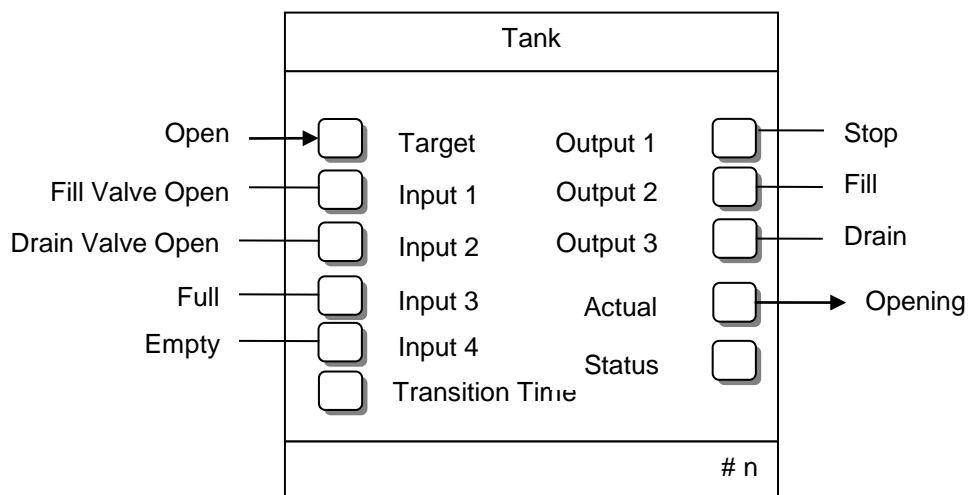 Tank
Open Target Output 1 Stop
Fill Valve Open Input 1 Output 2 Fill
Drain Valve Open Input 2 Output 3 Drain
Full Input 3 Actual Opening
Empty Input 4 Status
Transition Time
# n